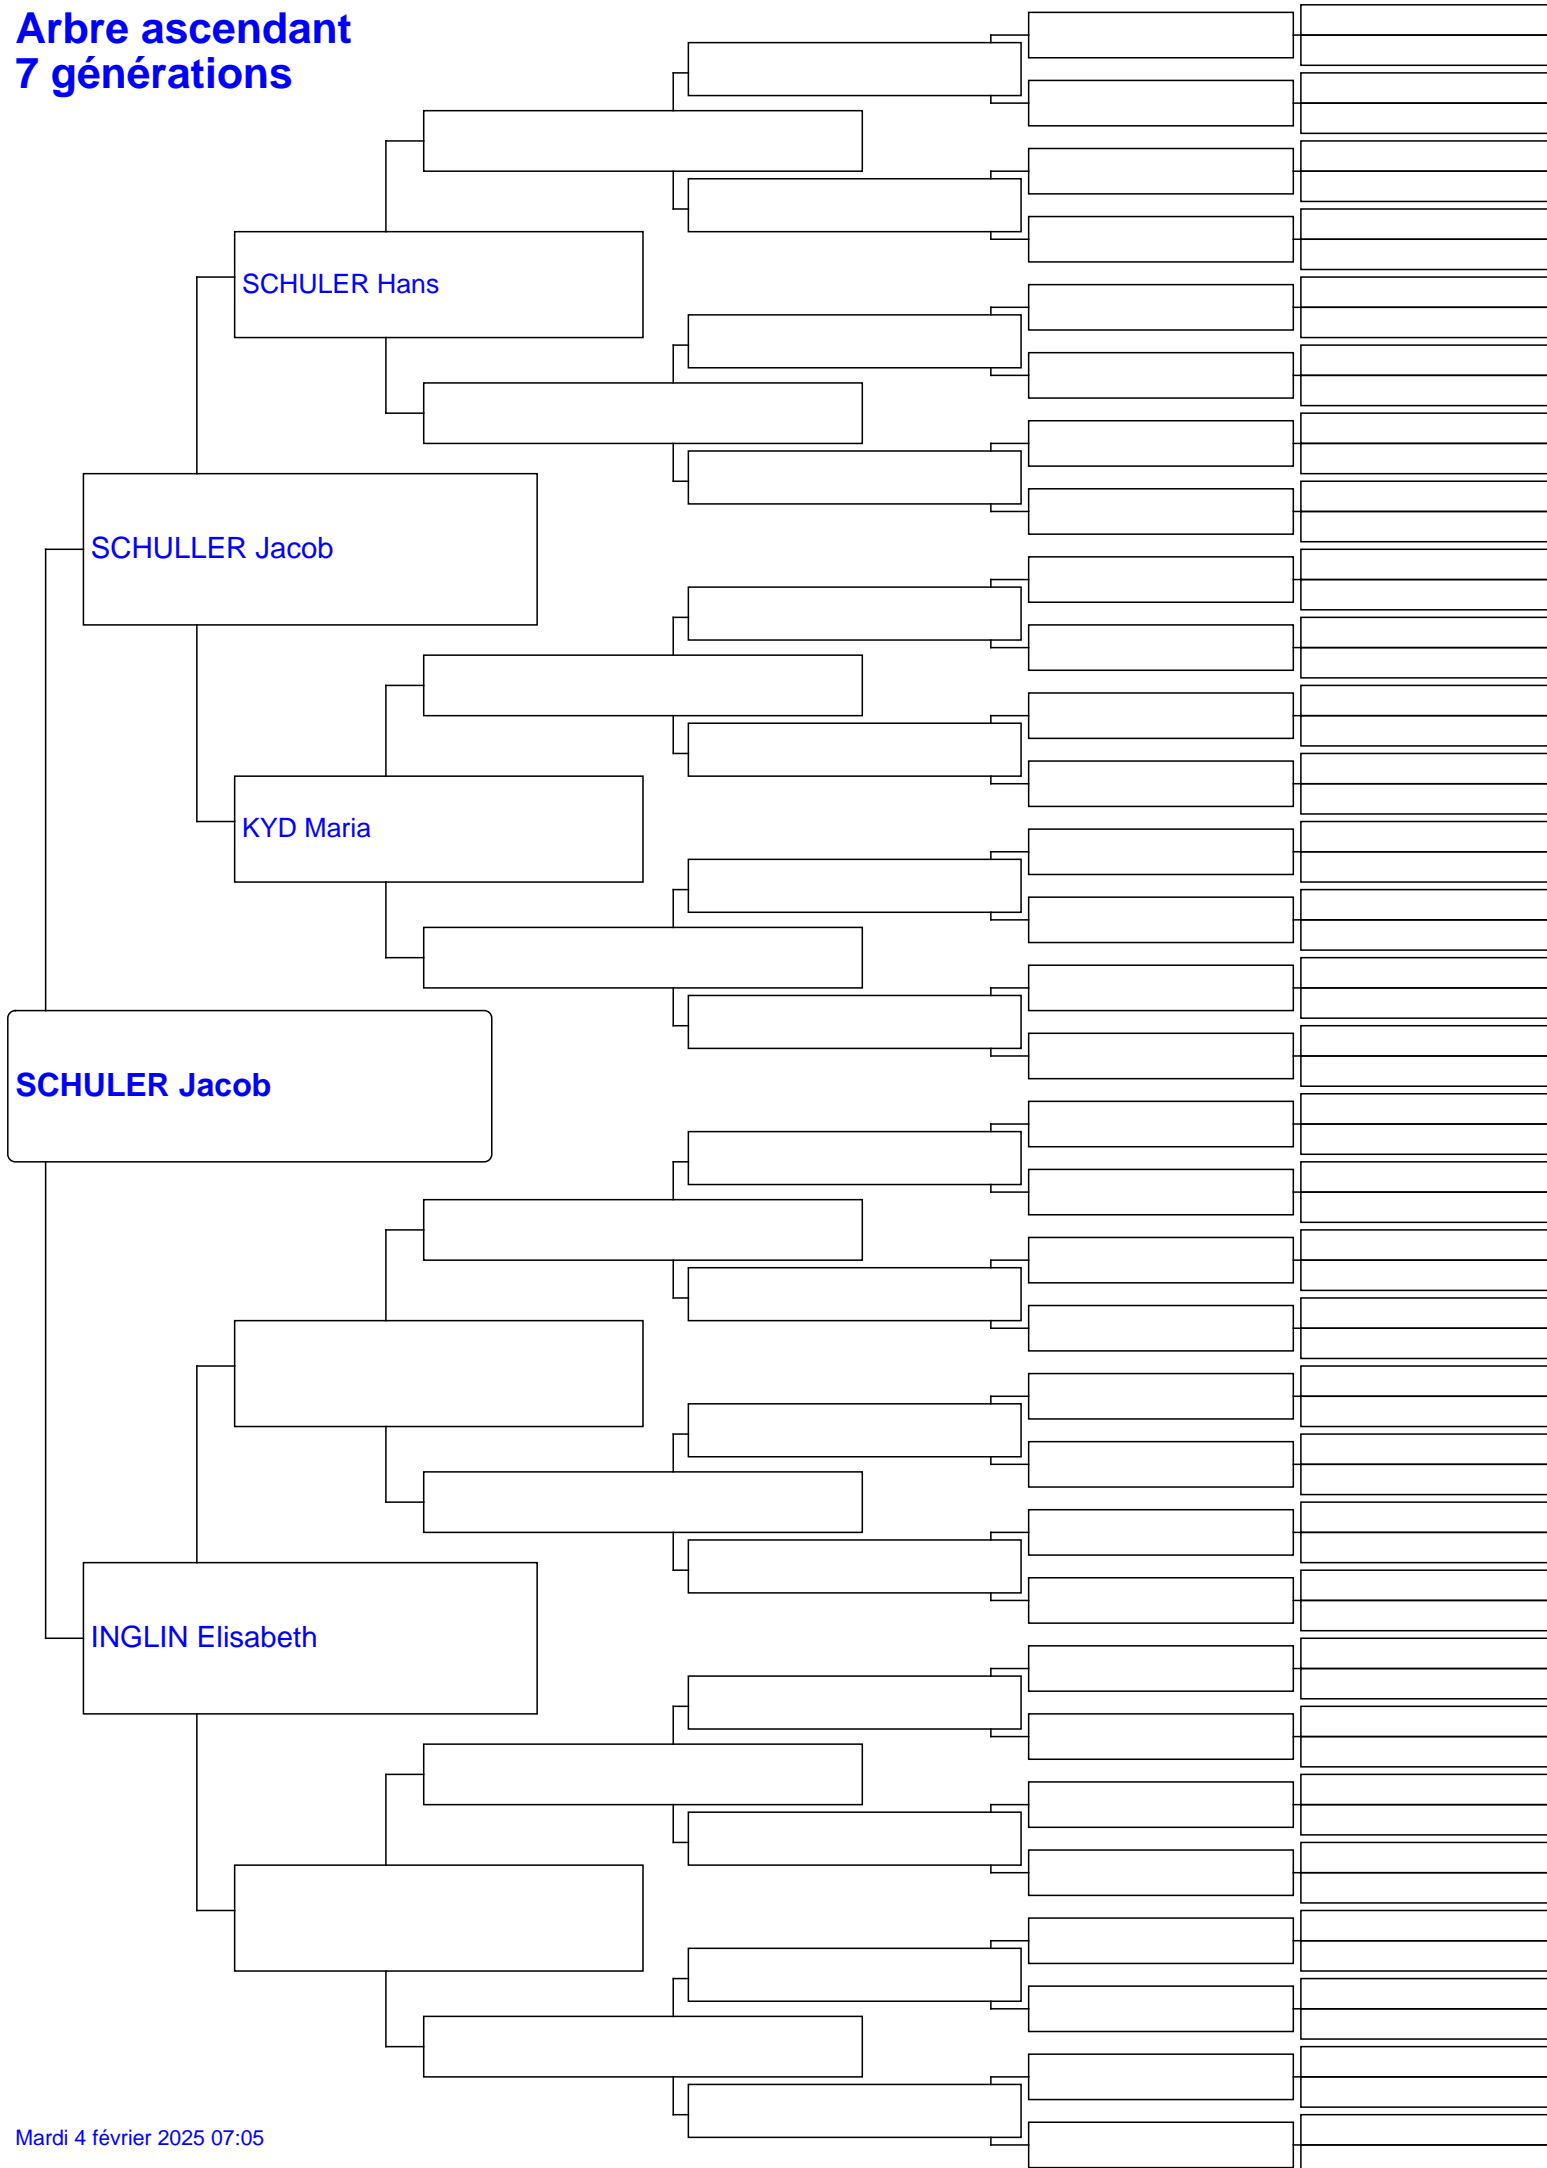 Arbre ascendant
7 générations
SCHULER Hans
SCHULLER Jacob
KYD Maria
SCHULER Jacob
INGLIN Elisabeth
Mardi 4 février 2025 07:05